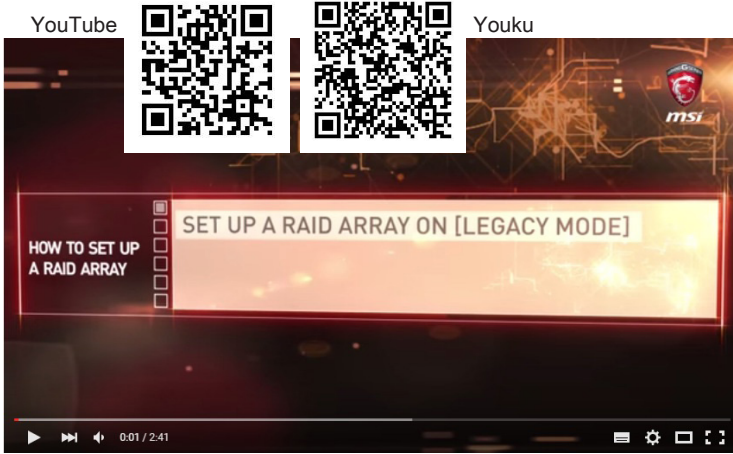 YouTube
Youku
msi
SET UP A RAID ARRAY ON [LEGACY MODE]
HOW TO SET UP
A RAID ARRAY
0:01 / 2:41